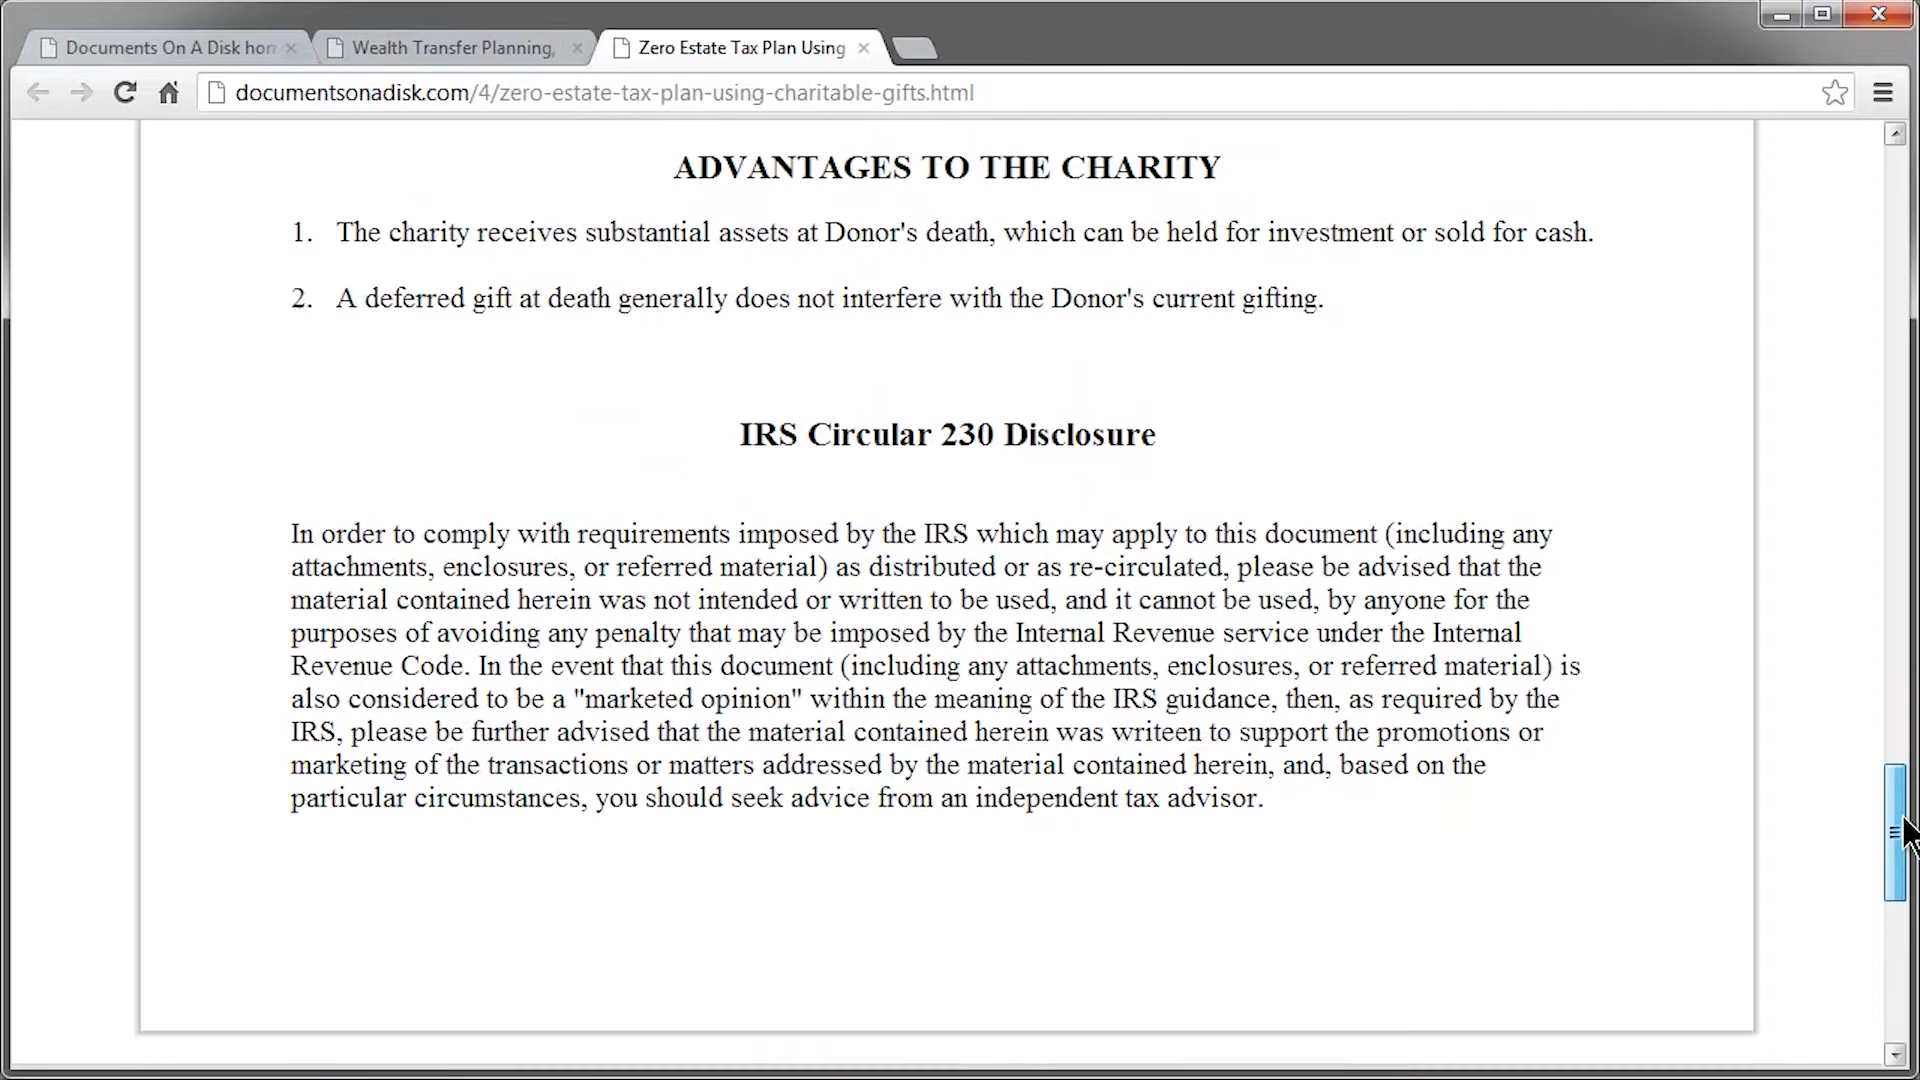 Documents On A Disk hon
Wealth Transfer Planning,
Zero Estate Tax Plan Using
documentsonadisk.com/4/zero-estate-tax-plan-using-charitable-gifts.html
ADVANTAGES TO THE CHARITY
1. The charity receives substantial assets at Donor's death, which can be held for investment or sold for cash.
2. A deferred gift at death generally does not interfere with the Donor's current gifting.
IRS Circular 230 Disclosure
In order to comply with requirements imposed by the IRS which may apply to this document (including any
attachments, enclosures, or referred material) as distributed or as re-circulated, please be advised that the
material contained herein was not intended or written to be used, and it cannot be used, by anyone for the
purposes of avoiding any penalty that may be imposed by the Internal Revenue service under the Internal
Revenue Code. In the event that this document (including any attachments, enclosures, or referred material) is
also considered to be a "marketed opinion" within the meaning of the IRS guidance, then, as required by the
IRS, please be further advised that the material contained herein was writeen to support the promotions or
marketing of the transactions or matters addressed by the material contained herein, and, based on the
particular circumstances, you should seek advice from an independent tax advisor.